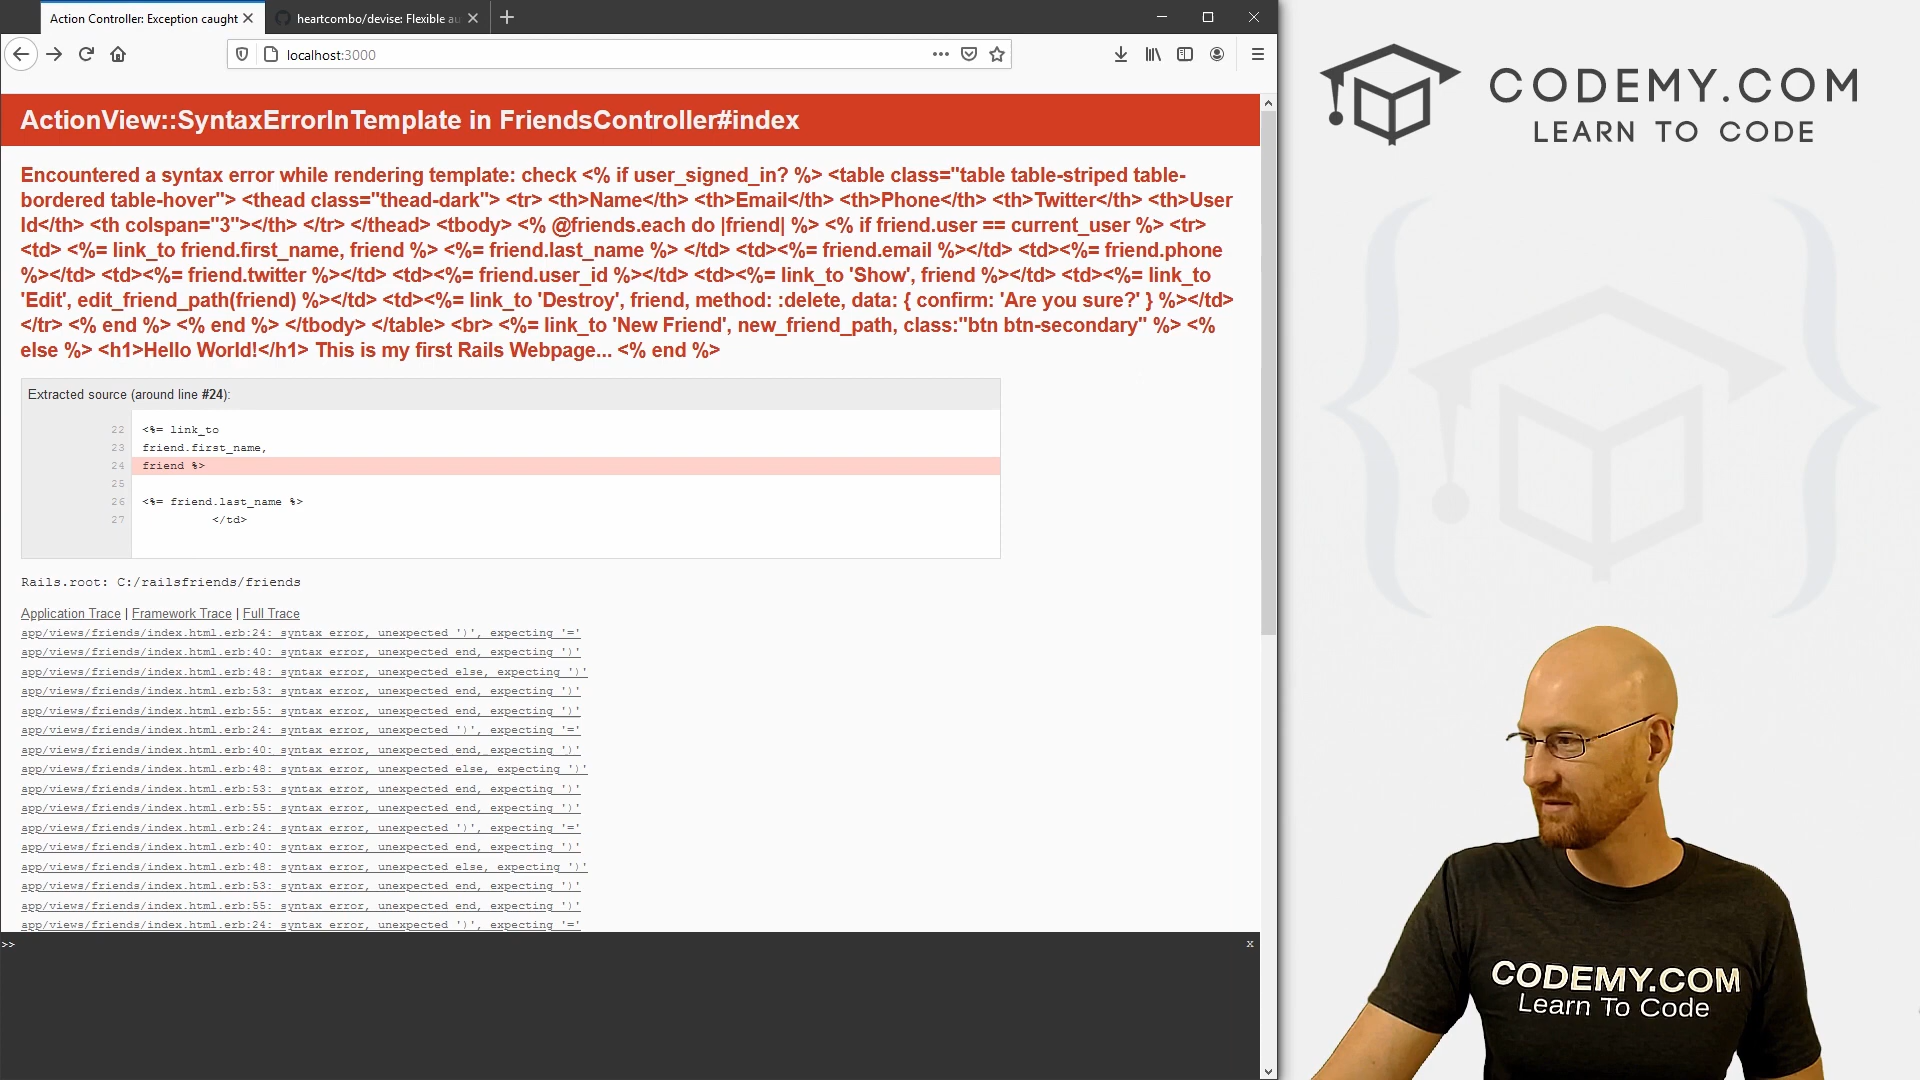 Action Controller: Exception caught
heartcombo/devise: Flexible au
localhost:3000
ActionView::SyntaxErrorInTemplate in FriendsController#index
Encountered a syntax error while rendering template: check <% if user_signed_in? %> <table class="table table-striped table-
bordered table-hover"> <thead class="thead-dark"> <tr> <th>Name</th> <th>Email</th> <th>Phone</th> <th>Twitter</th> <th>User
Id</th> <th colspan="3"></th> </tr> </thead> <tbody> <% @friends.each do |friend| %> <% if friend.user == current_user %> <tr>
<td> <%= link_to friend.first_name, friend %> <%= friend.last_name %> </td> <td><%= friend.email %></td> <td><%= friend.phone
%></td> <td><%= friend.twitter %></td> <td><%= friend.user_id %></td> <td><%= link_to 'Show', friend %></td> <td><%= link_to
'Edit', edit_friend_path(friend) %></td> <td><%= link_to 'Destroy', friend, method: :delete, data: { confirm: 'Are you sure?' } %></td>
</tr> <% end %> <% end %> </tbody> </table> <br> <%= link_to 'New Friend', new_friend_path, class:"btn btn-secondary" %> <%
else %> <h1>Hello World!</h1> This is my first Rails Webpage... <% end %>
Extracted source (around line #24):
22 <%= link_to
23 friend.first_name,
24 friend %>
25
26 <%= friend.last_name %>
27 </td>
Rails.root: C:/railsfriends/friends
Application Trace | Framework Trace | Full Trace
app/views/friends/index.html.erb:24: syntax error, unexpected ')', expecting '='
app/views/friends/index.html.erb:40: syntax error, unexpected end, expecting ')'
app/views/friends/index.html.erb:48: syntax error, unexpected else, expecting ')'
app/views/friends/index.html.erb:53: syntax error, unexpected end, expecting ')'
app/views/friends/index.html.erb:55: syntax error, unexpected end, expecting ')'
app/views/friends/index.html.erb:24: syntax error, unexpected ')', expecting '='
app/views/friends/index.html.erb:40: syntax error, unexpected end, expecting ')'
app/views/friends/index.html.erb:48: syntax error, unexpected else, expecting ')'
app/views/friends/index.html.erb:53: syntax error, unexpected end, expecting ')'
app/views/friends/index.html.erb:55: syntax error, unexpected end, expecting ')'
app/views/friends/index.html.erb:24: syntax error, unexpected ')', expecting '='
app/views/friends/index.html.erb:40: syntax error, unexpected end, expecting ')'
app/views/friends/index.html.erb:48: syntax error, unexpected else, expecting ')'
app/views/friends/index.html.erb:53: syntax error, unexpected end, expecting ')'
app/views/friends/index.html.erb:55: syntax error, unexpected end, expecting ')'
app/views/friends/index.html.erb:24: syntax error, unexpected ')', expecting '='
>>
x
CODEMY.COM
LEARN TO CODE
CODEMY.COM
Learn To Code